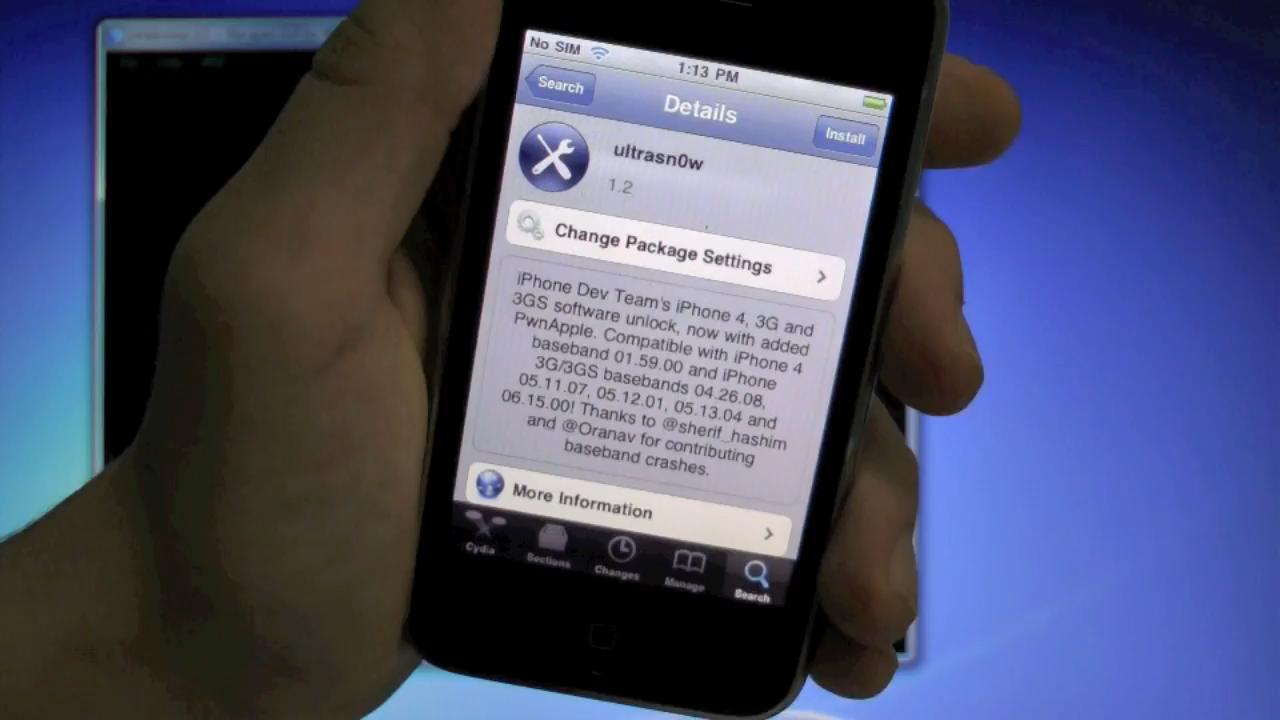 No SIM
1:13 PM
Search
Details
Install
ultrasn0w
1.2
Change Package Settings
iPhone Dev Team's iPhone 4, 3G and
3GS software unlock, now with added
PwnApple. Compatible with iPhone 4
baseband 01.59.00 and iPhone
3G/3GS basebands 04.26.08,
05.11.07, 05.12.01, 05.13.04 and
06.15.00! Thanks to @sherif_hashim
and @Oranav for contributing
baseband crashes.
More Information
Cydia
Sections
Changes
Manage
Search